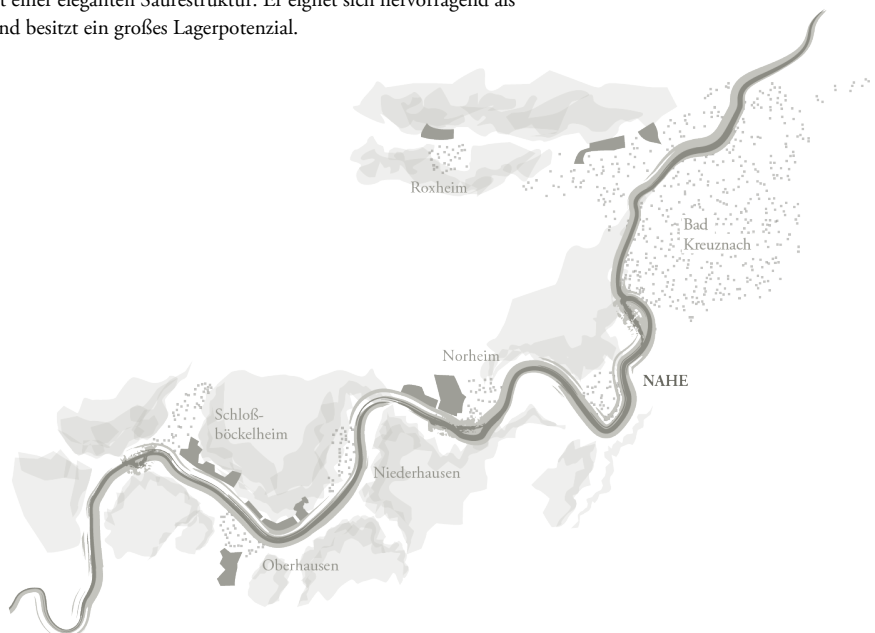 einer eleganten Säurestruktur. Er eignet sich hervorragend als
nd besitzt ein großes Lagerpotenzial.
Roxheim
Bad
Kreuznach
Norheim
NAHE
Schloß-
böckelheim
Niederhausen
Oberhausen